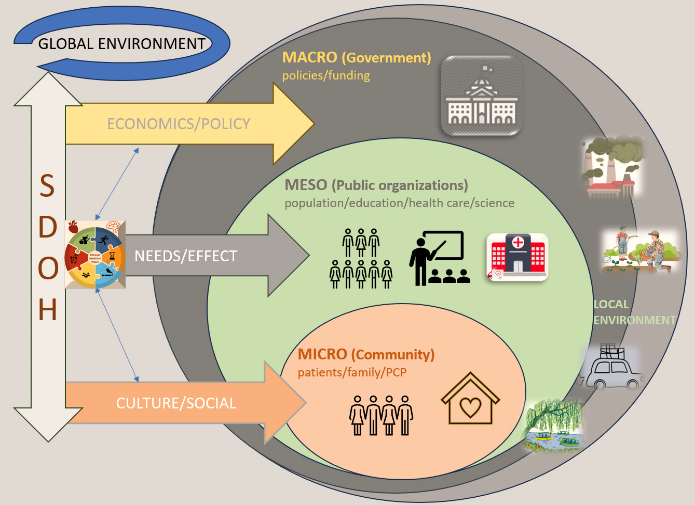 GLOBAL ENVIRONMENT
MACRO (Government)
policies/funding
ECONOMICS/POLICY
MESO (Public organizations)
population/education/health care/science
SDOH
NEEDS/EFFECT
LOCAL
ENVIRONMENT
MICRO (Community)
patients/family/PCP
CULTURE/SOCIAL